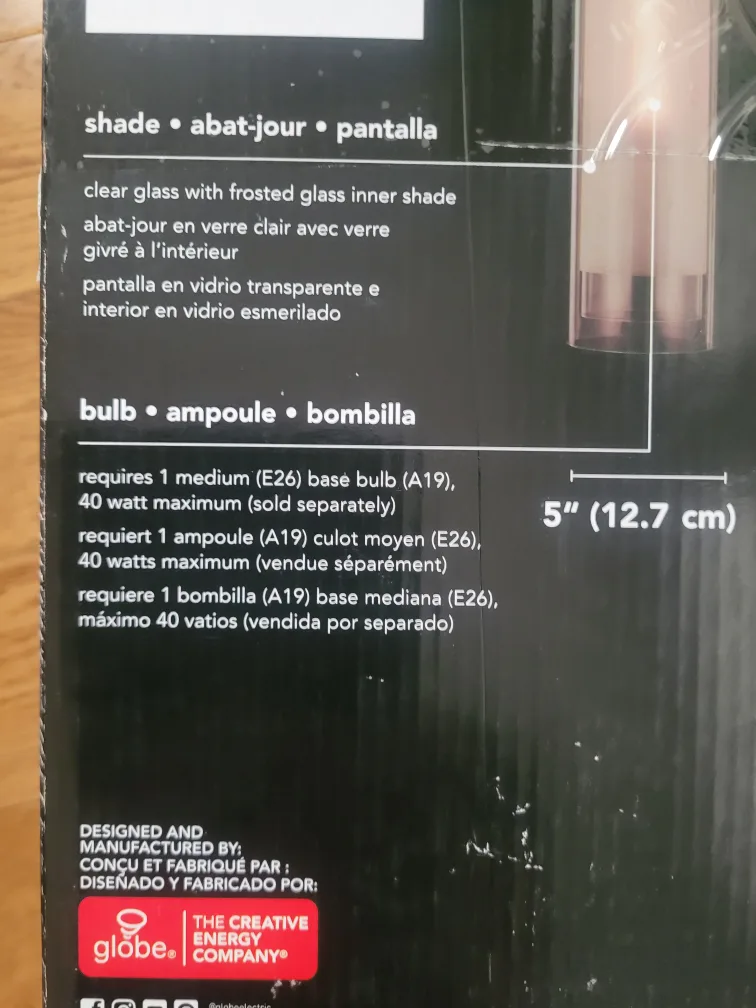 shade • abat-jour • pantalla
clear glass with frosted glass inner shade
abat-jour en verre clair avec verre
givré à l'intérieur
pantalla en vidrio transparente e
interior en vidrio esmerilado
bulb • ampoule • bombilla
requires 1 medium (E26) base bulb (A19),
40 watt maximum (sold separately)
requiert 1 ampoule (A19) culot moyen (E26),
40 watts maximum (vendue séparément)
requiere 1 bombilla (A19) base mediana (E26),
máximo 40 vatios (vendida por separado)
5" (12.7 cm)
DESIGNED AND
MANUFACTURED BY:
CONÇU ET FABRIQUÉ PAR :
DISEÑADO Y FABRICADO POR:
globe®
THE CREATIVE
ENERGY
COMPANY®
@globeelectric